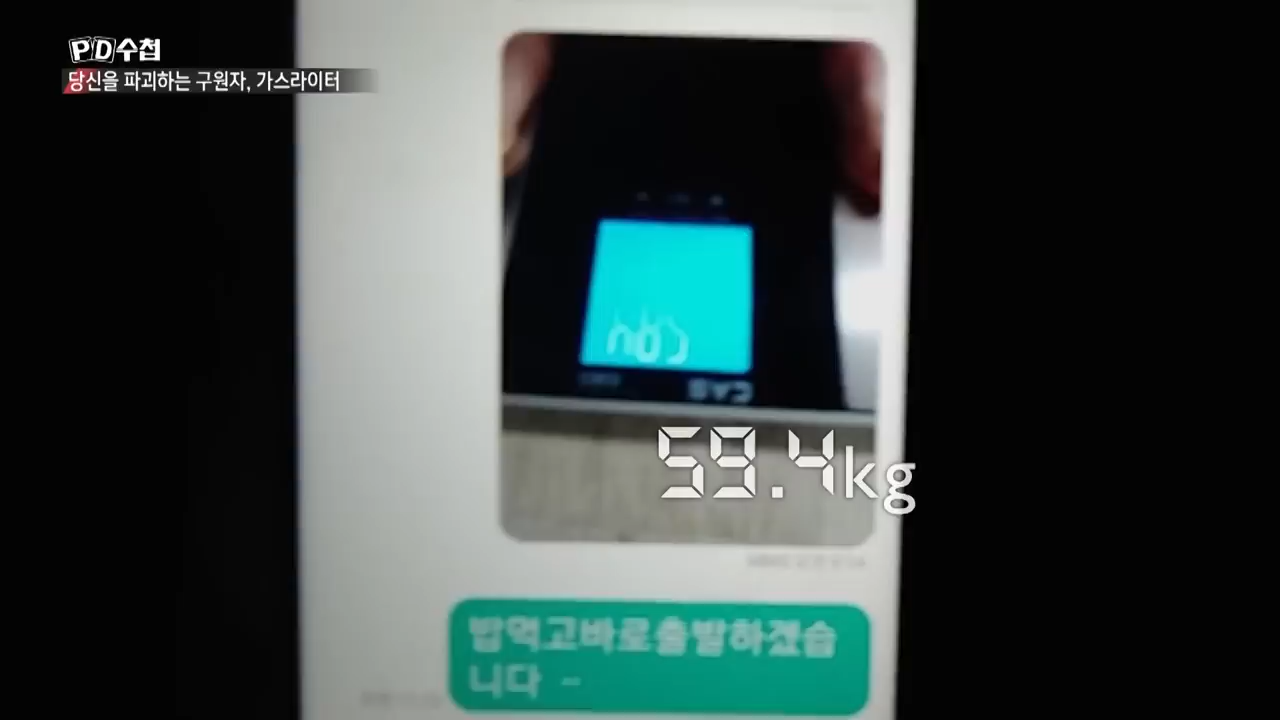 PD수첩
당신을 파괴하는 구원자, 가스라이터
CAS
59.4kg
밥먹고바로출발하겠습
니다 -